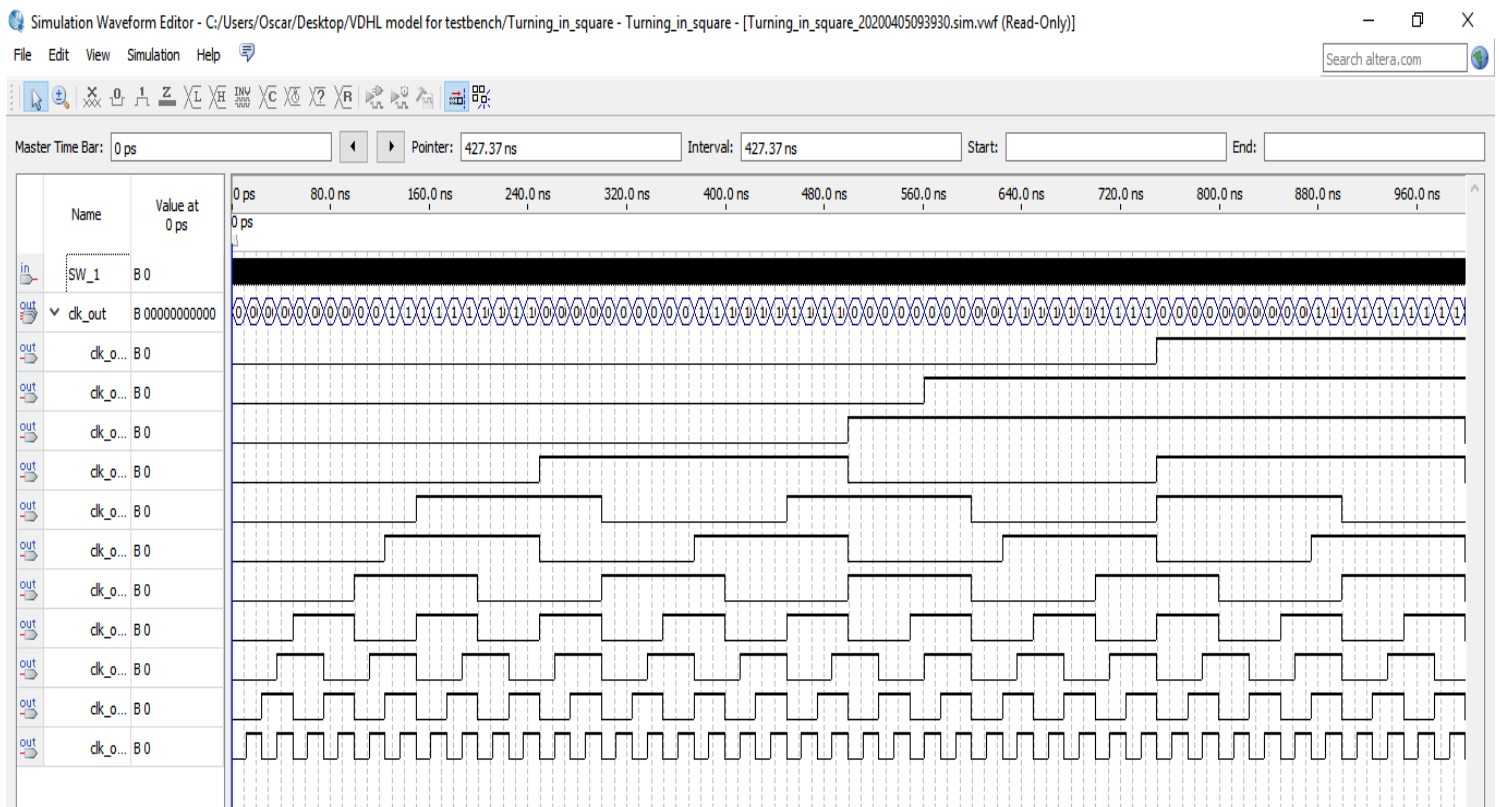 Simulation Waveform Editor - C:/Users/Oscar/Desktop/VDHL model for testbench/Turning_in_square - Turning_in_square - [Turning_in_square_20200405093930.sim.vwf (Read-Only)]
File Edit View Simulation Help
Search altera.com
Master Time Bar: 0 ps Pointer: 427.37 ns Interval: 427.37 ns Start: End:
Name Value at 0 ps
0 ps 80.0 ns 160.0 ns 240.0 ns 320.0 ns 400.0 ns 480.0 ns 560.0 ns 640.0 ns 720.0 ns 800.0 ns 880.0 ns 960.0 ns
0 ps
in SW_1 B 0
out clk_out B 00000000000
out clk_o... B 0
out clk_o... B 0
out clk_o... B 0
out clk_o... B 0
out clk_o... B 0
out clk_o... B 0
out clk_o... B 0
out clk_o... B 0
out clk_o... B 0
out clk_o... B 0
out clk_o... B 0